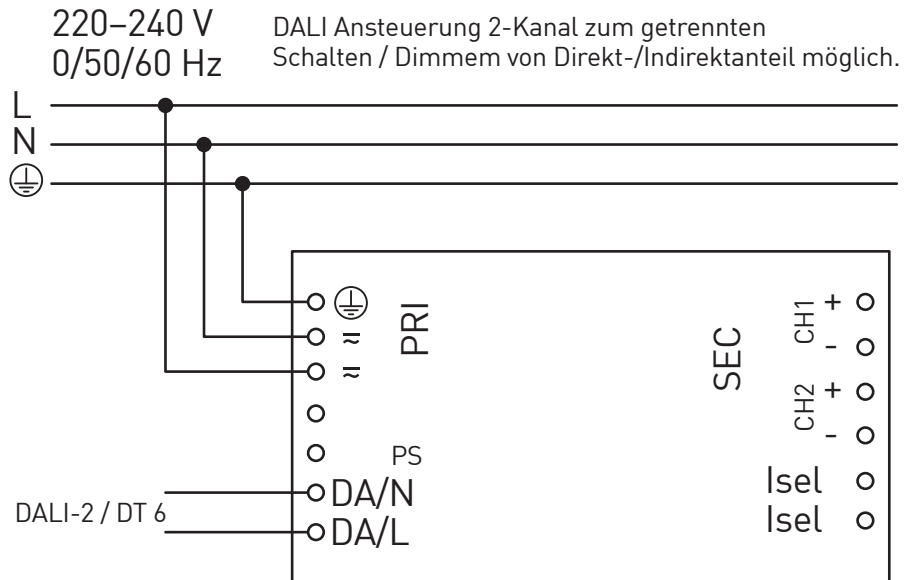 220–240 V
0/50/60 Hz
DALI Ansteuerung 2-Kanal zum getrennten
Schalten / Dimmem von Direkt-/Indirektanteil möglich.
L
N
PRI
SEC
CH1
+
-
CH2
+
-
PS
DA/N
DA/L
DALI-2 / DT 6
Isel
Isel